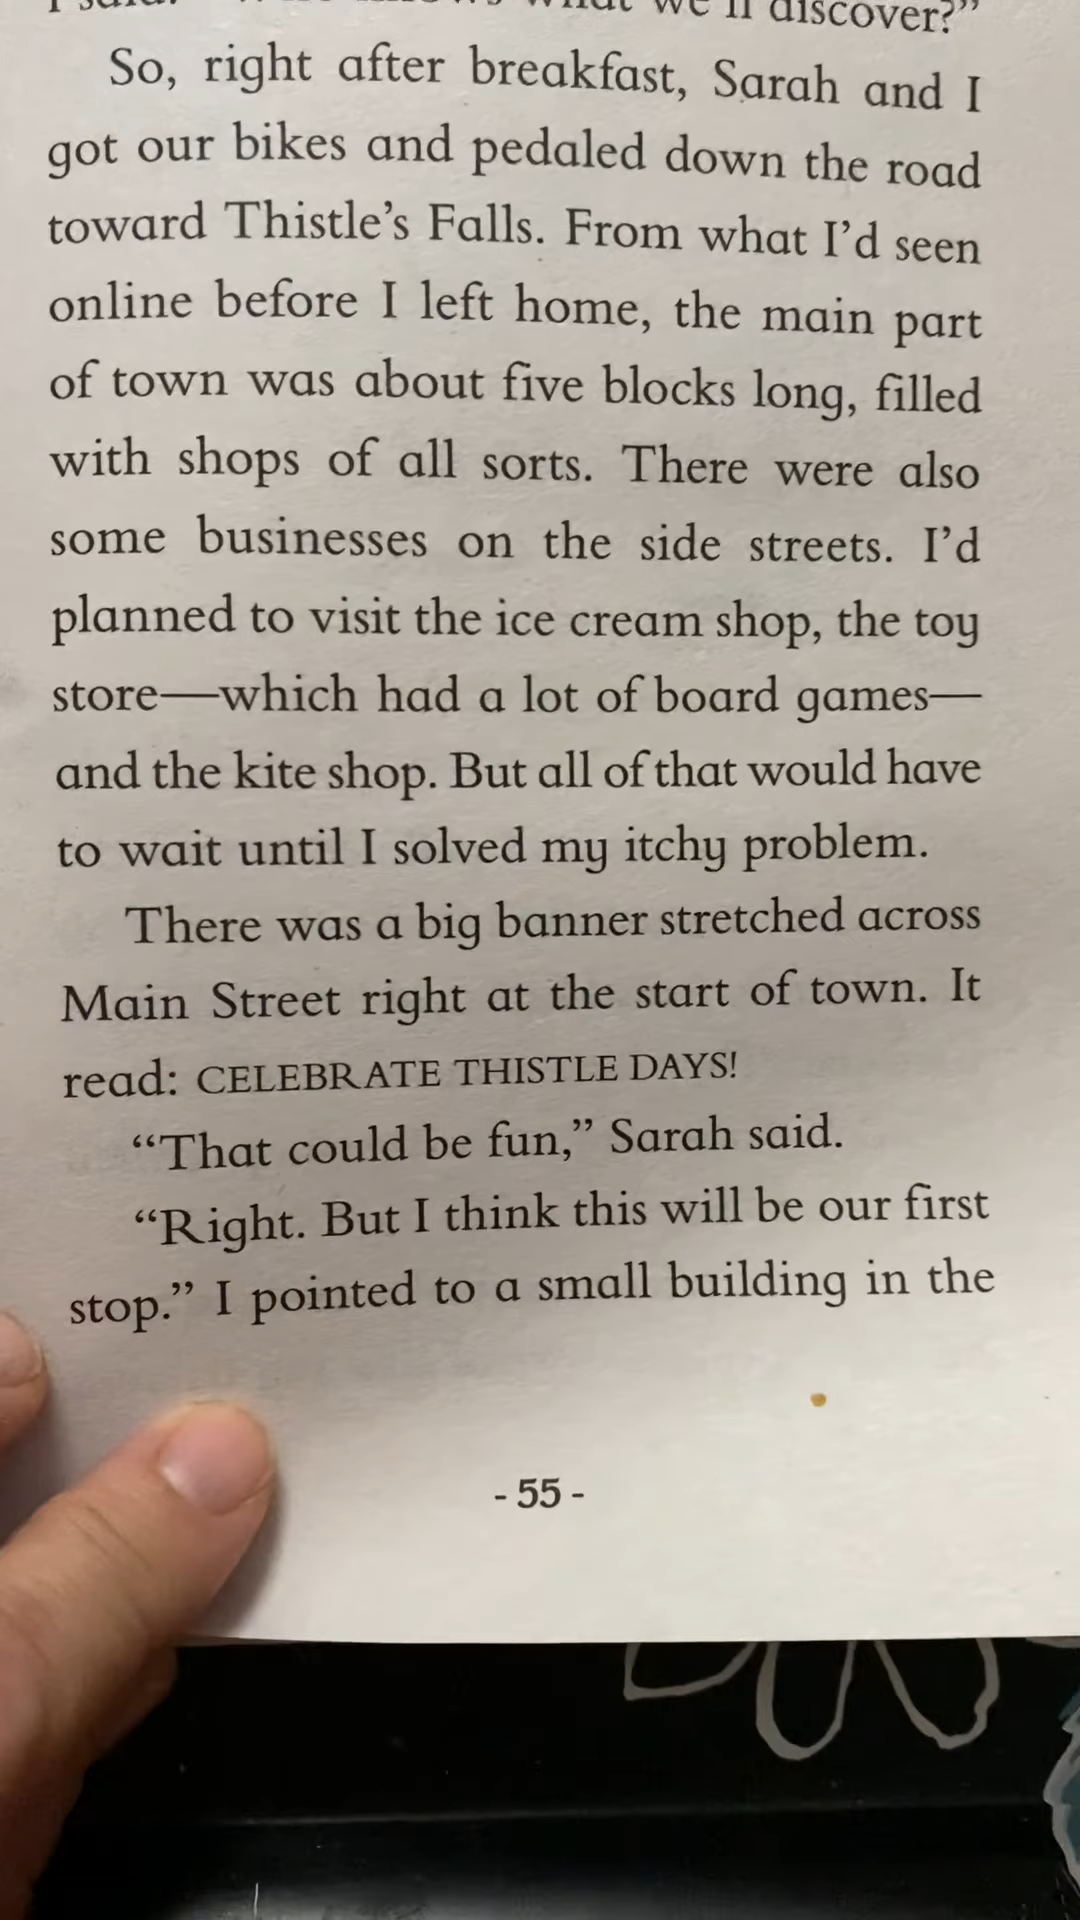 we'll discover?”
So, right after breakfast, Sarah and I
got our bikes and pedaled down the road
toward Thistle’s Falls. From what I’d seen
online before I left home, the main part
of town was about five blocks long, filled
with shops of all sorts. There were also
some businesses on the side streets. I’d
planned to visit the ice cream shop, the toy
store—which had a lot of board games—
and the kite shop. But all of that would have
to wait until I solved my itchy problem.
There was a big banner stretched across
Main Street right at the start of town. It
read: CELEBRATE THISTLE DAYS!
“That could be fun,” Sarah said.
“Right. But I think this will be our first
stop.” I pointed to a small building in the
- 55 -